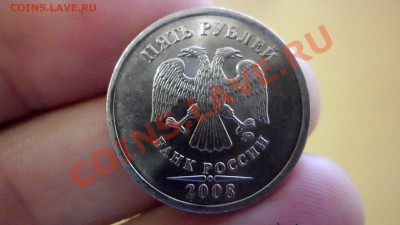 COINS.LAVE.RU
ПЯТЬ РУБЛЕЙ
COINS.LAVE.RU
БАНК РОССИИ
2008